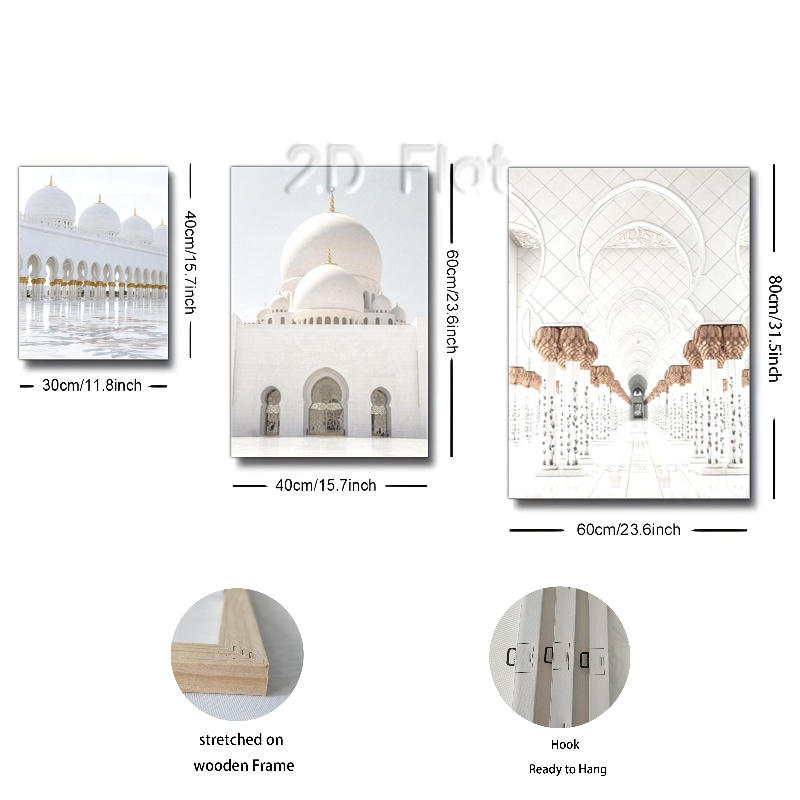 2D Flat
40cm/15.7inch
30cm/11.8inch
60cm/23.6inch
40cm/15.7inch
80cm/31.5inch
60cm/23.6inch
stretched on
wooden Frame
Hook
Ready to Hang